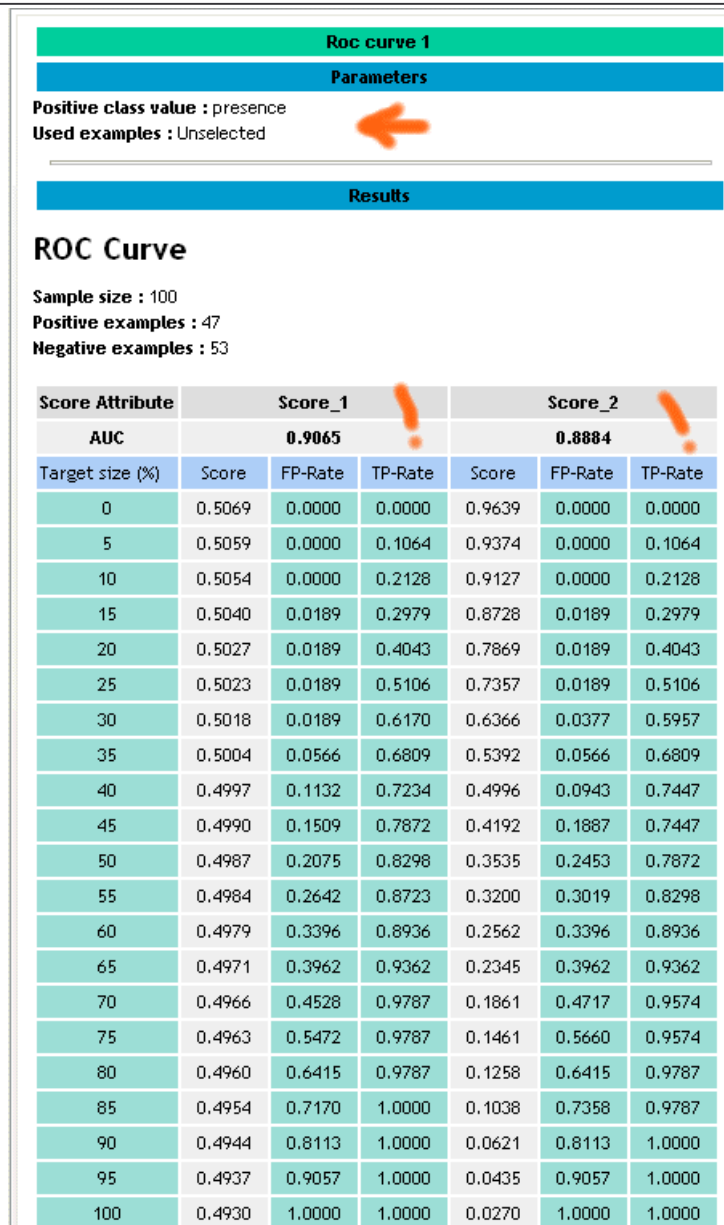 Roc curve 1
Parameters
Positive class value : presence
Used examples : Unselected
Results
ROC Curve
Sample size : 100
Positive examples : 47
Negative examples : 53
Score Attribute Score_1 Score_2
AUC 0.9065 0.8884
Target size (%) Score FP-Rate TP-Rate Score FP-Rate TP-Rate
0 0.5069 0.0000 0.0000 0.9639 0.0000 0.0000
5 0.5059 0.0000 0.1064 0.9374 0.0000 0.1064
10 0.5054 0.0000 0.2128 0.9127 0.0000 0.2128
15 0.5040 0.0189 0.2979 0.8728 0.0189 0.2979
20 0.5027 0.0189 0.4043 0.7869 0.0189 0.4043
25 0.5023 0.0189 0.5106 0.7357 0.0189 0.5106
30 0.5018 0.0189 0.6170 0.6366 0.0377 0.5957
35 0.5004 0.0566 0.6809 0.5392 0.0566 0.6809
40 0.4997 0.1132 0.7234 0.4996 0.0943 0.7447
45 0.4990 0.1509 0.7872 0.4192 0.1887 0.7447
50 0.4987 0.2075 0.8298 0.3535 0.2453 0.7872
55 0.4984 0.2642 0.8723 0.3200 0.3019 0.8298
60 0.4979 0.3396 0.8936 0.2562 0.3396 0.8936
65 0.4971 0.3962 0.9362 0.2345 0.3962 0.9362
70 0.4966 0.4528 0.9787 0.1861 0.4717 0.9574
75 0.4963 0.5472 0.9787 0.1461 0.5660 0.9574
80 0.4960 0.6415 0.9787 0.1258 0.6415 0.9787
85 0.4954 0.7170 1.0000 0.1038 0.7358 0.9787
90 0.4944 0.8113 1.0000 0.0621 0.8113 1.0000
95 0.4937 0.9057 1.0000 0.0435 0.9057 1.0000
100 0.4930 1.0000 1.0000 0.0270 1.0000 1.0000